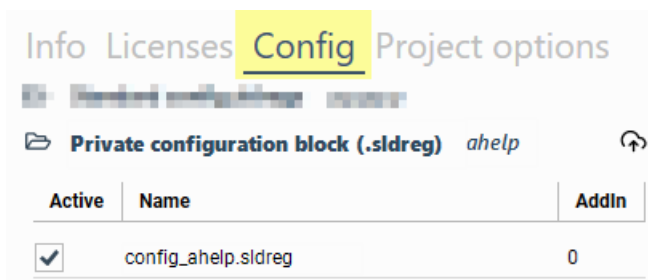 Info Licenses Config Project options
Private configuration block (.sldreg) ahelp
Active Name AddIn
config_ahelp.sldreg 0